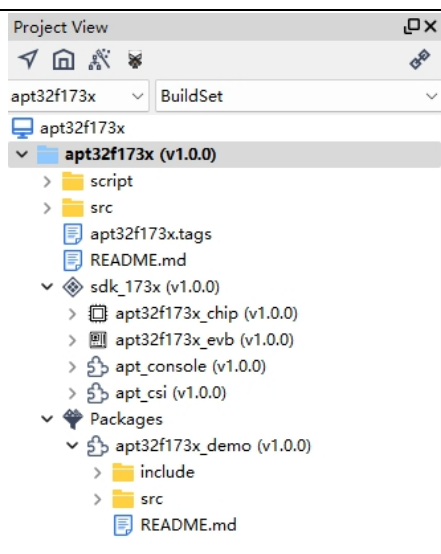 Project View
apt32f173x BuildSet
apt32f173x
apt32f173x (v1.0.0)
script
src
apt32f173x.tags
README.md
sdk_173x (v1.0.0)
apt32f173x_chip (v1.0.0)
apt32f173x_evb (v1.0.0)
apt_console (v1.0.0)
apt_csi (v1.0.0)
Packages
apt32f173x_demo (v1.0.0)
include
src
README.md